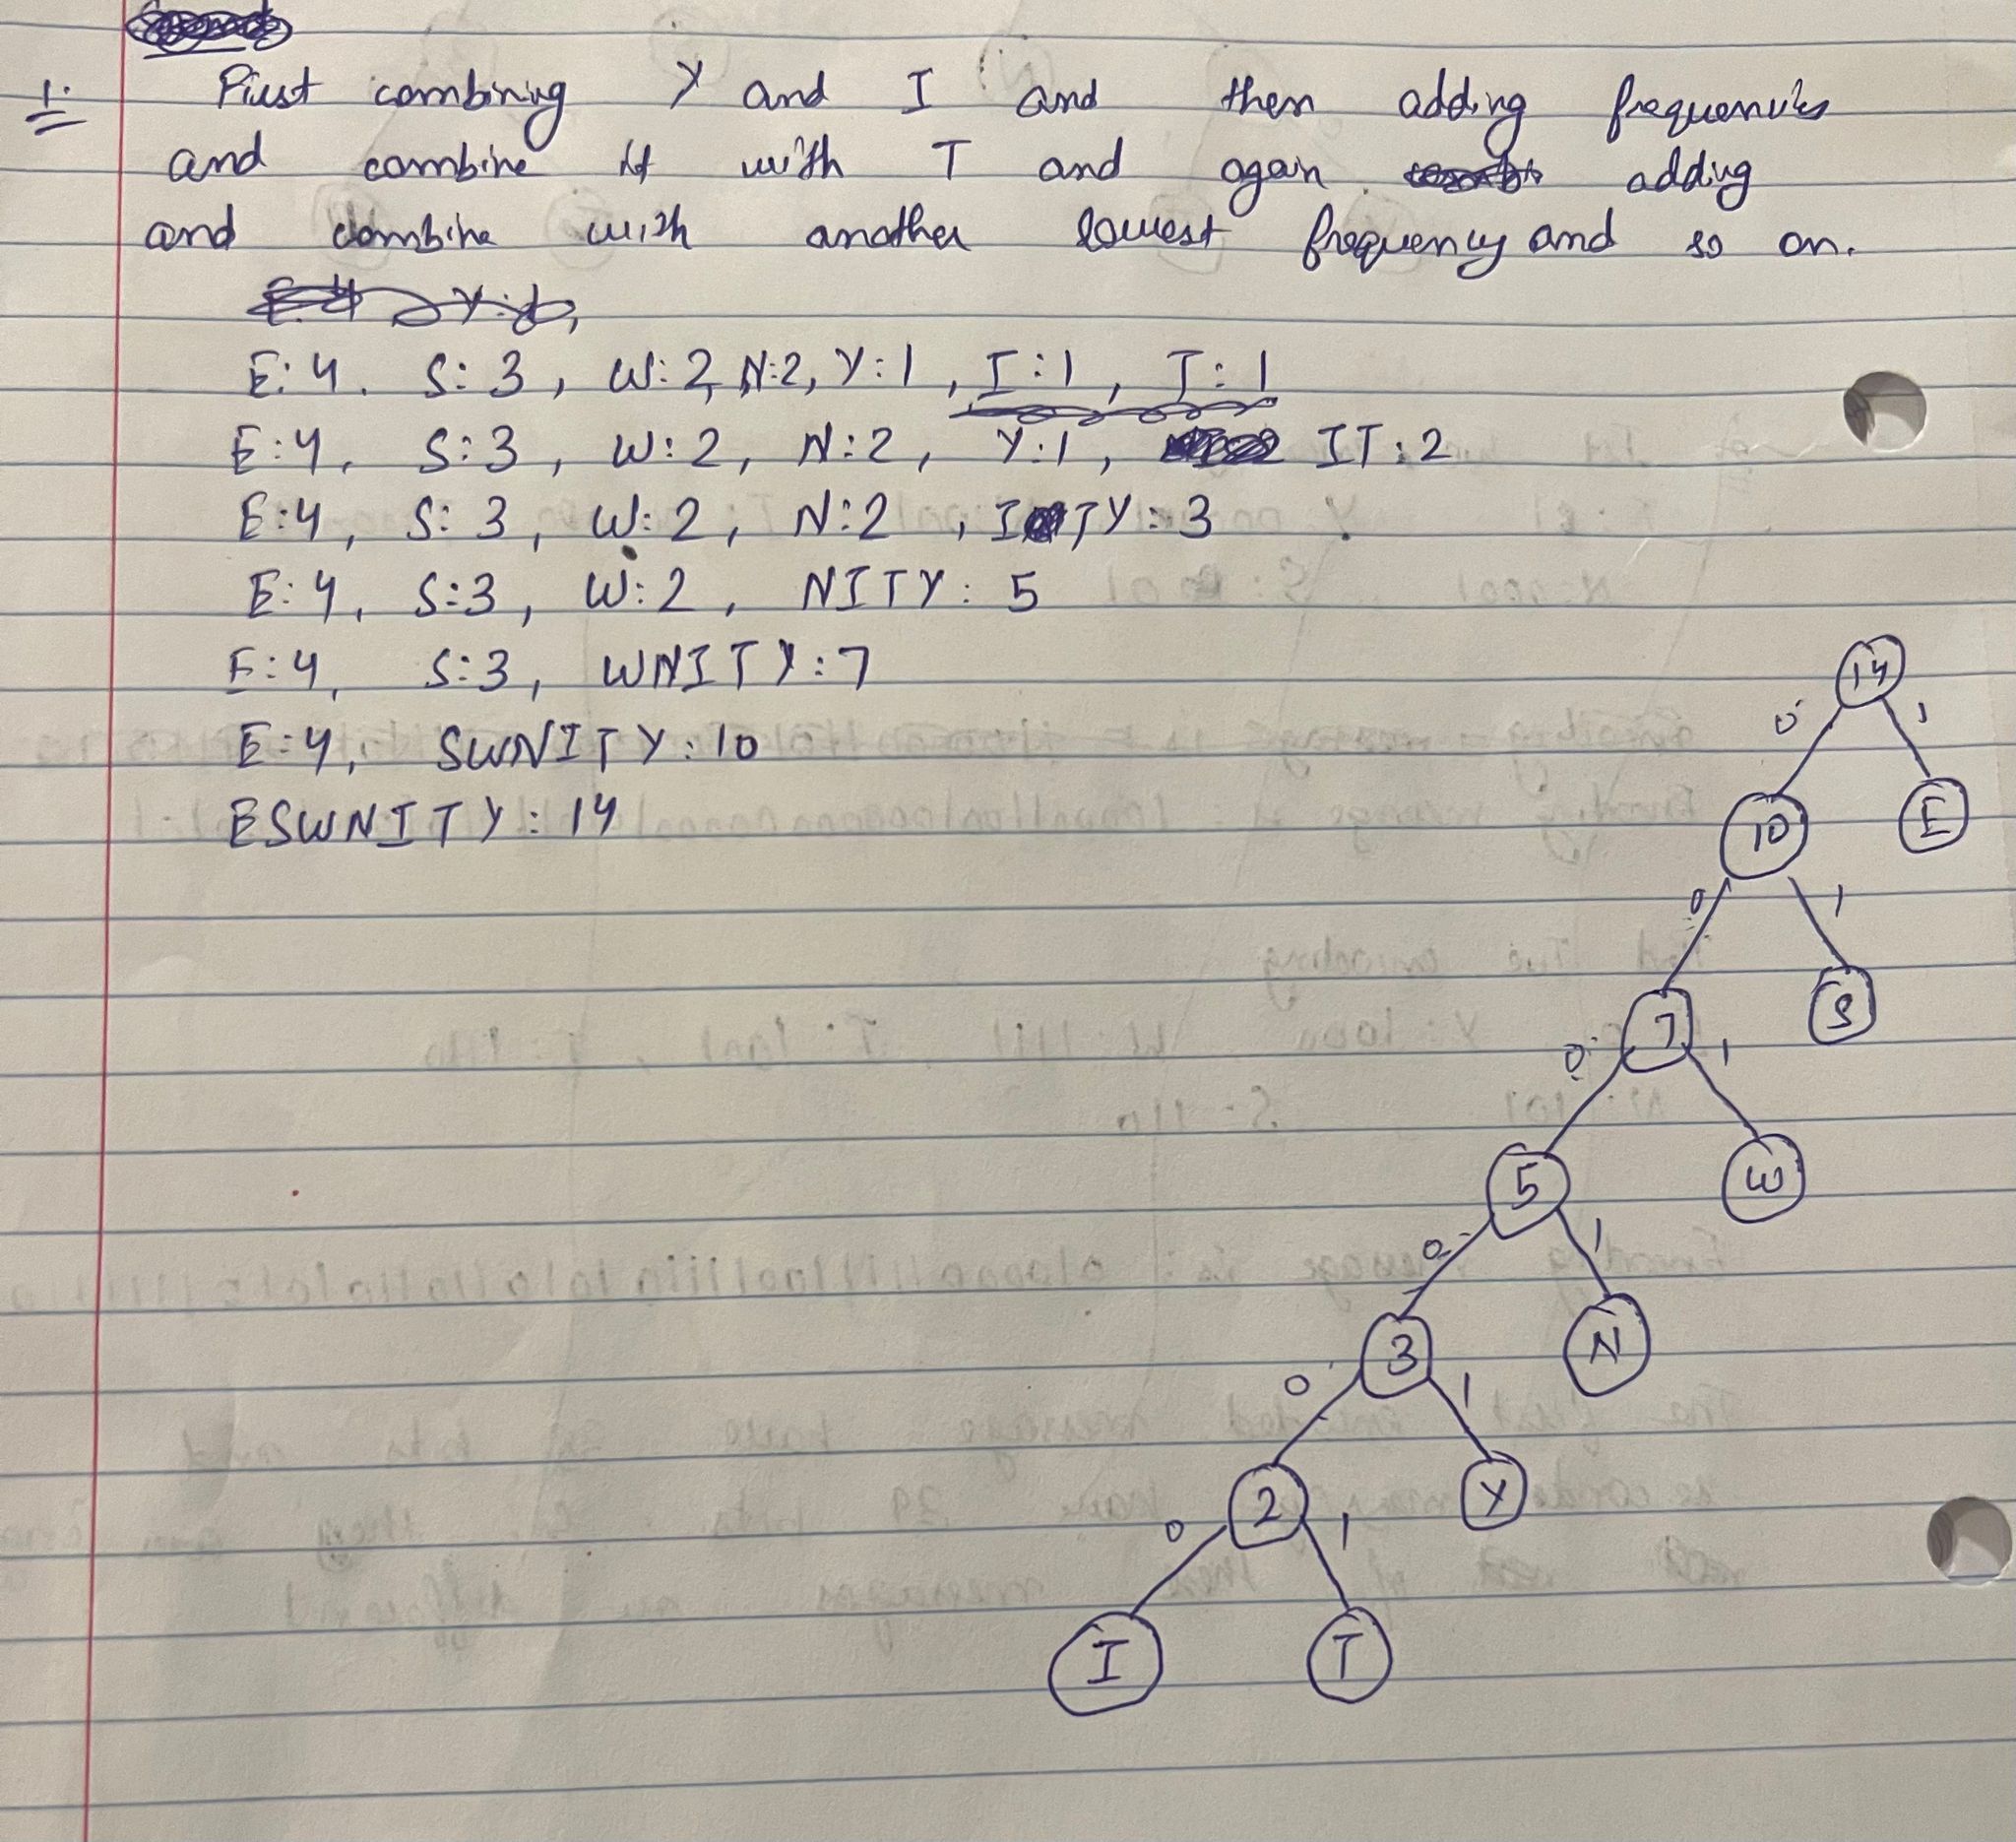 1.
First combining Y and I and then adding frequencies
and combine it with T and again adding
and combine with another lowest frequency and so on.
E:4. S:3, W:2, N:2, Y:1, I:1, T:1
E:4, S:3, W:2, N:2, Y:1, IT:2
E:4, S:3, W:2, N:2, ITY:3
E:4, S:3, W:2, NITY:5
E:4, S:3, WNITY:7
E:4, SWNITY:10
ESWNITY:14
14
0 1
10 E
0 1
7 S
0 1
5 W
0 1
3 N
0 1
2 Y
0 1
I T